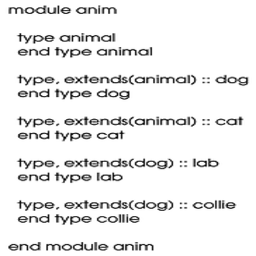 module anim
type animal
end type animal
type, extends(animal) :: dog
end type dog
type, extends(animal) :: cat
end type cat
type, extends(dog) :: lab
end type lab
type, extends(dog) :: collie
end type collie
end module anim